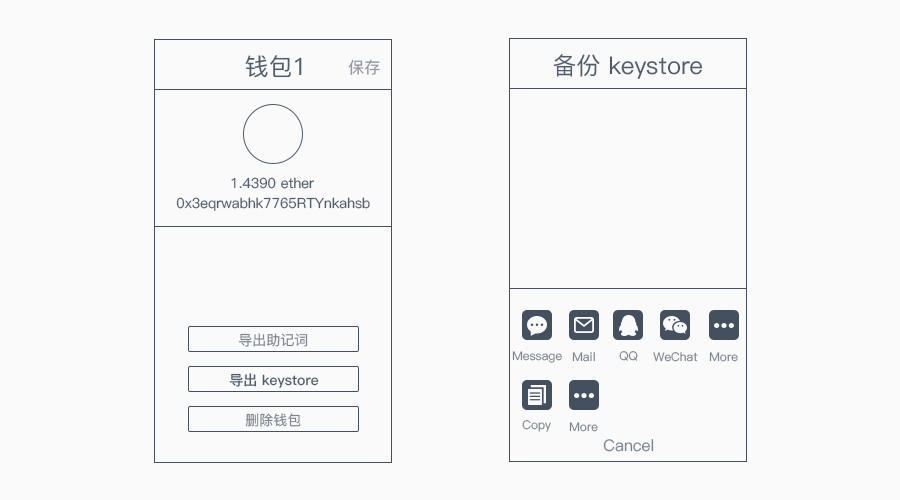 钱包1
保存
1.4390 ether
0x3eqrwabhk7765RTYnkahsb
导出助记词
导出 keystore
删除钱包
备份 keystore
Message Mail QQ WeChat More
Copy More
Cancel